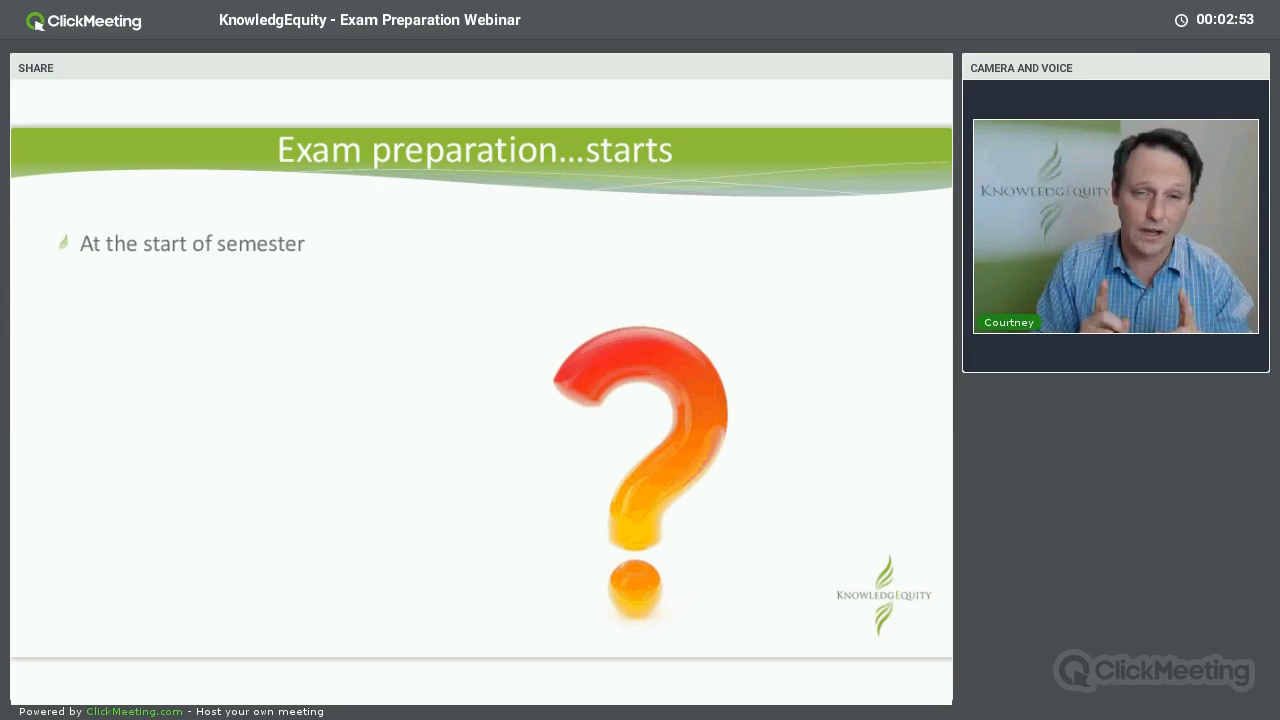 ClickMeeting
KnowledgEquity - Exam Preparation Webinar
00:02:53
SHARE
Exam preparation...starts
At the start of semester
KNOWLEDGEQUITY
CAMERA AND VOICE
KNOWLEDGEQUITY
Courtney
ClickMeeting
Powered by ClickMeeting.com - Host your own meeting